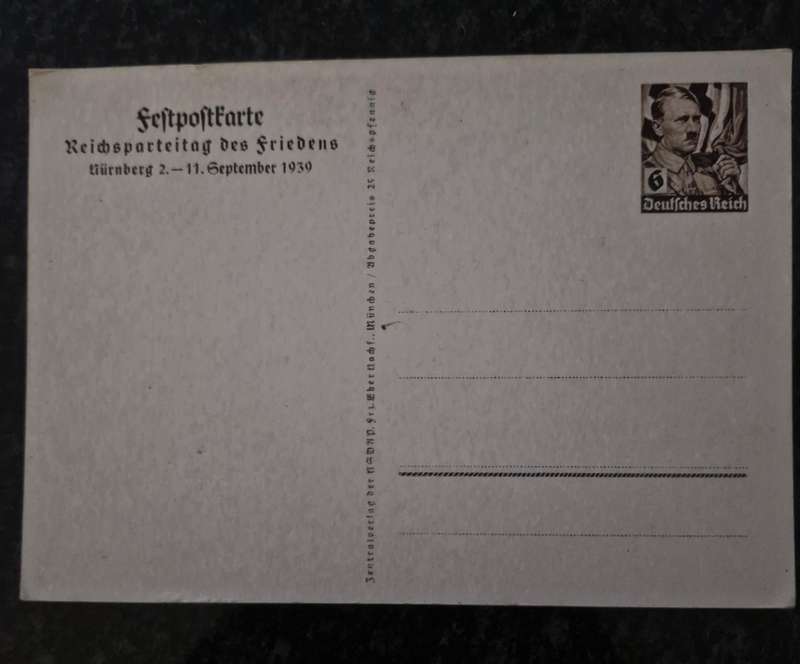 Festpostkarte
Reichsparteitag des Friedens
Nürnberg 2.–11. September 1939
Zentralverlag der NSDAP. Frz. Eher Nachf., München / Abgabepreis 25 Reichspfennig
6
Deutsches Reich